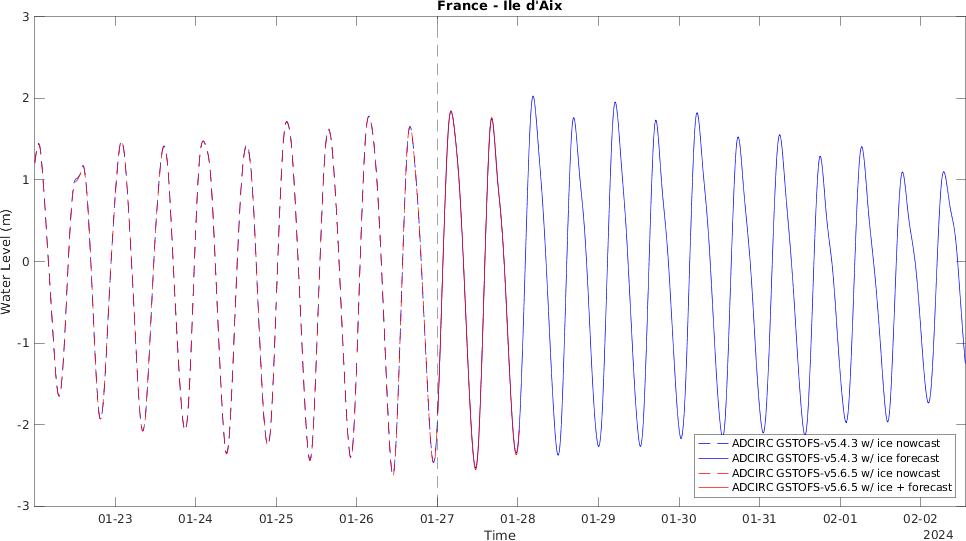 France - Ile d'Aix
3
2
1
0
-1
-2
-3
Water Level (m)
ADCIRC GSTOFS-v5.4.3 w/ ice nowcast
ADCIRC GSTOFS-v5.4.3 w/ ice forecast
ADCIRC GSTOFS-v5.6.5 w/ ice nowcast
ADCIRC GSTOFS-v5.6.5 w/ ice + forecast
01-23 01-24 01-25 01-26 01-27 01-28 01-29 01-30 01-31 02-01 02-02
Time
2024